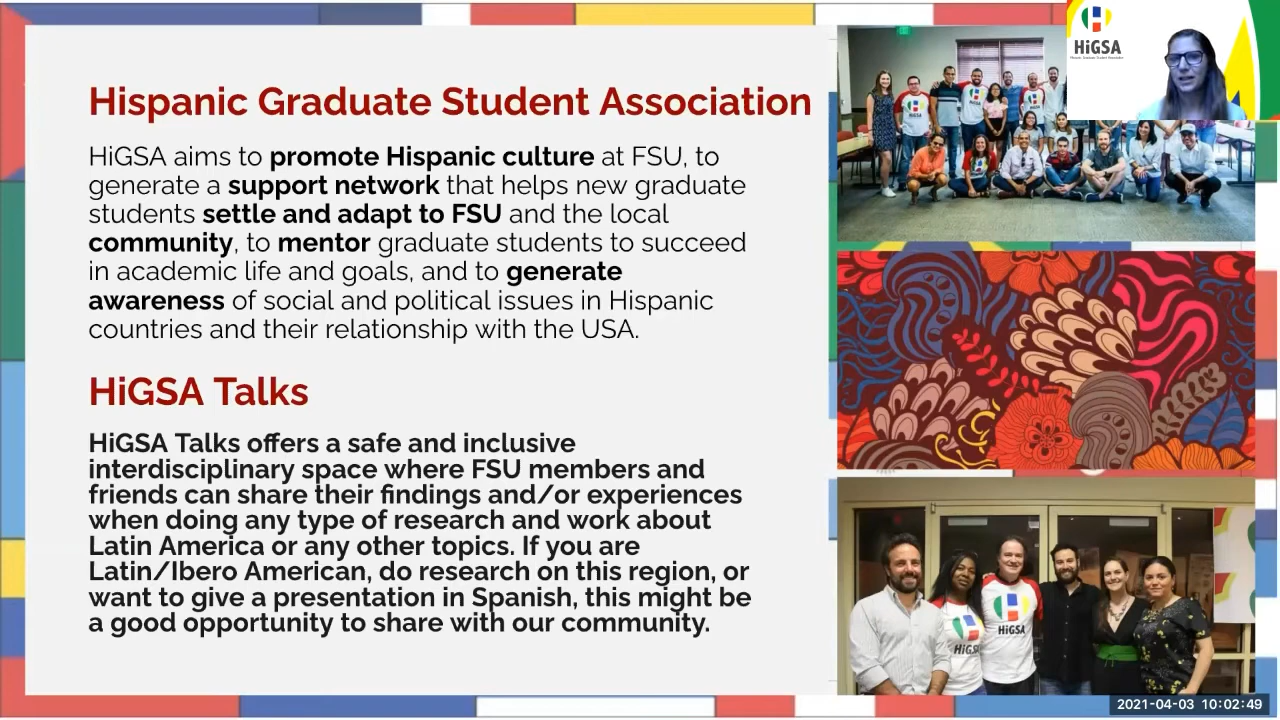 Hispanic Graduate Student Association
HiGSA aims to promote Hispanic culture at FSU, to
generate a support network that helps new graduate
students settle and adapt to FSU and the local
community, to mentor graduate students to succeed
in academic life and goals, and to generate
awareness of social and political issues in Hispanic
countries and their relationship with the USA.
HiGSA Talks
HiGSA Talks offers a safe and inclusive
interdisciplinary space where FSU members and
friends can share their findings and/or experiences
when doing any type of research and work about
Latin America or any other topics. If you are
Latin/Ibero American, do research on this region, or
want to give a presentation in Spanish, this might be
a good opportunity to share with our community.
HiGSA
HiGSA
HiGSA
HiGSA
2021-04-03 10:02:49